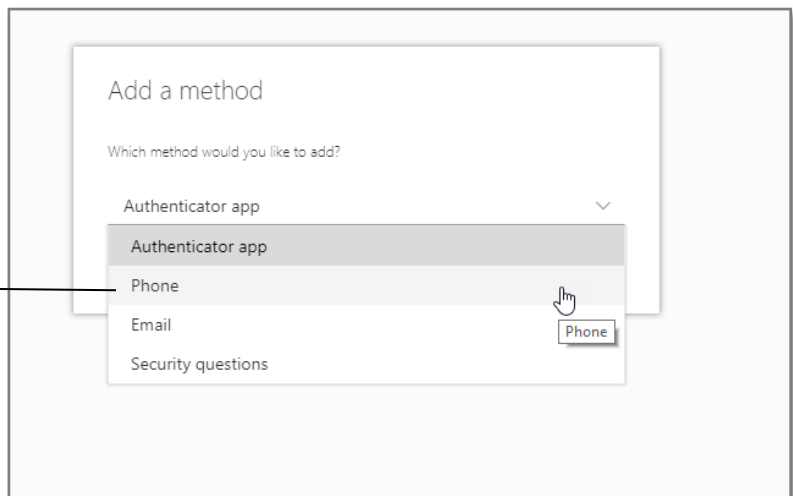 Add a method
Which method would you like to add?
Authenticator app
Authenticator app
Phone
Email
Phone
Security questions